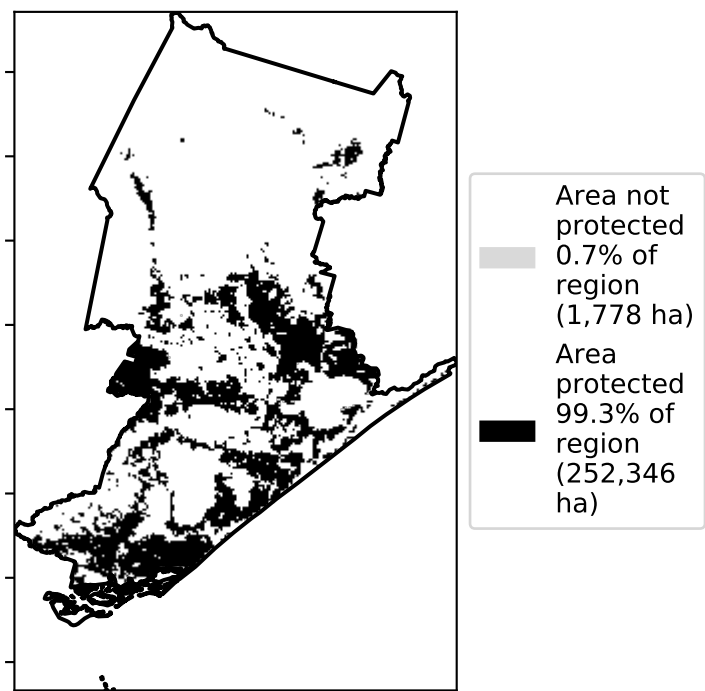 Area not
protected
0.7% of
region
(1,778 ha)
Area
protected
99.3% of
region
(252,346
ha)